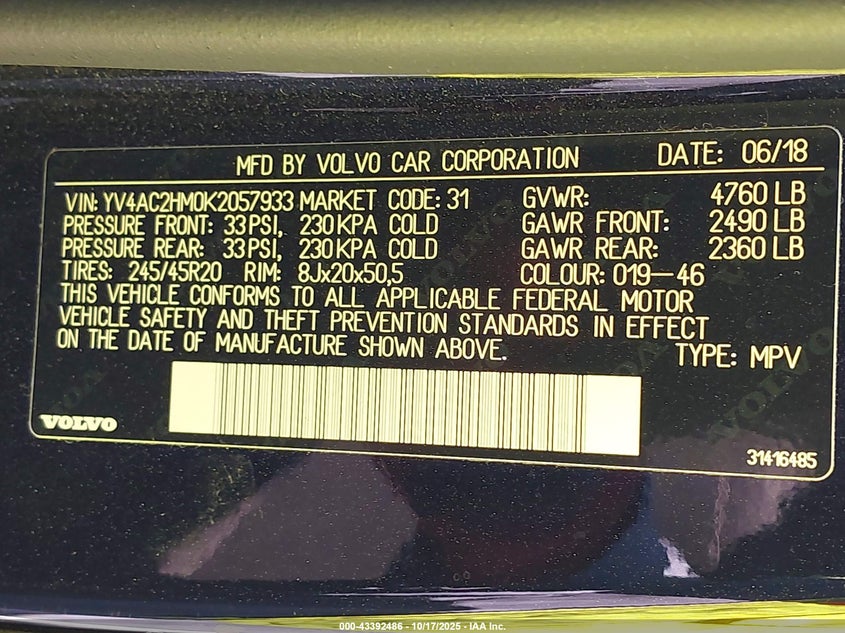 MFD BY VOLVO CAR CORPORATION DATE: 06/18
VIN: YV4AC2HM0K2057933 MARKET CODE: 31 GVWR: 4760 LB
PRESSURE FRONT: 33 PSI, 230 KPA COLD GAWR FRONT: 2490 LB
PRESSURE REAR: 33 PSI, 230 KPA COLD GAWR REAR: 2360 LB
TIRES: 245/45R20 RIM: 8Jx20x50,5 COLOUR: 019-46
THIS VEHICLE CONFORMS TO ALL APPLICABLE FEDERAL MOTOR
VEHICLE SAFETY AND THEFT PREVENTION STANDARDS IN EFFECT
ON THE DATE OF MANUFACTURE SHOWN ABOVE. TYPE: MPV
VOLVO
31416485
000-43392486 - 10/17/2025 - IAA Inc.